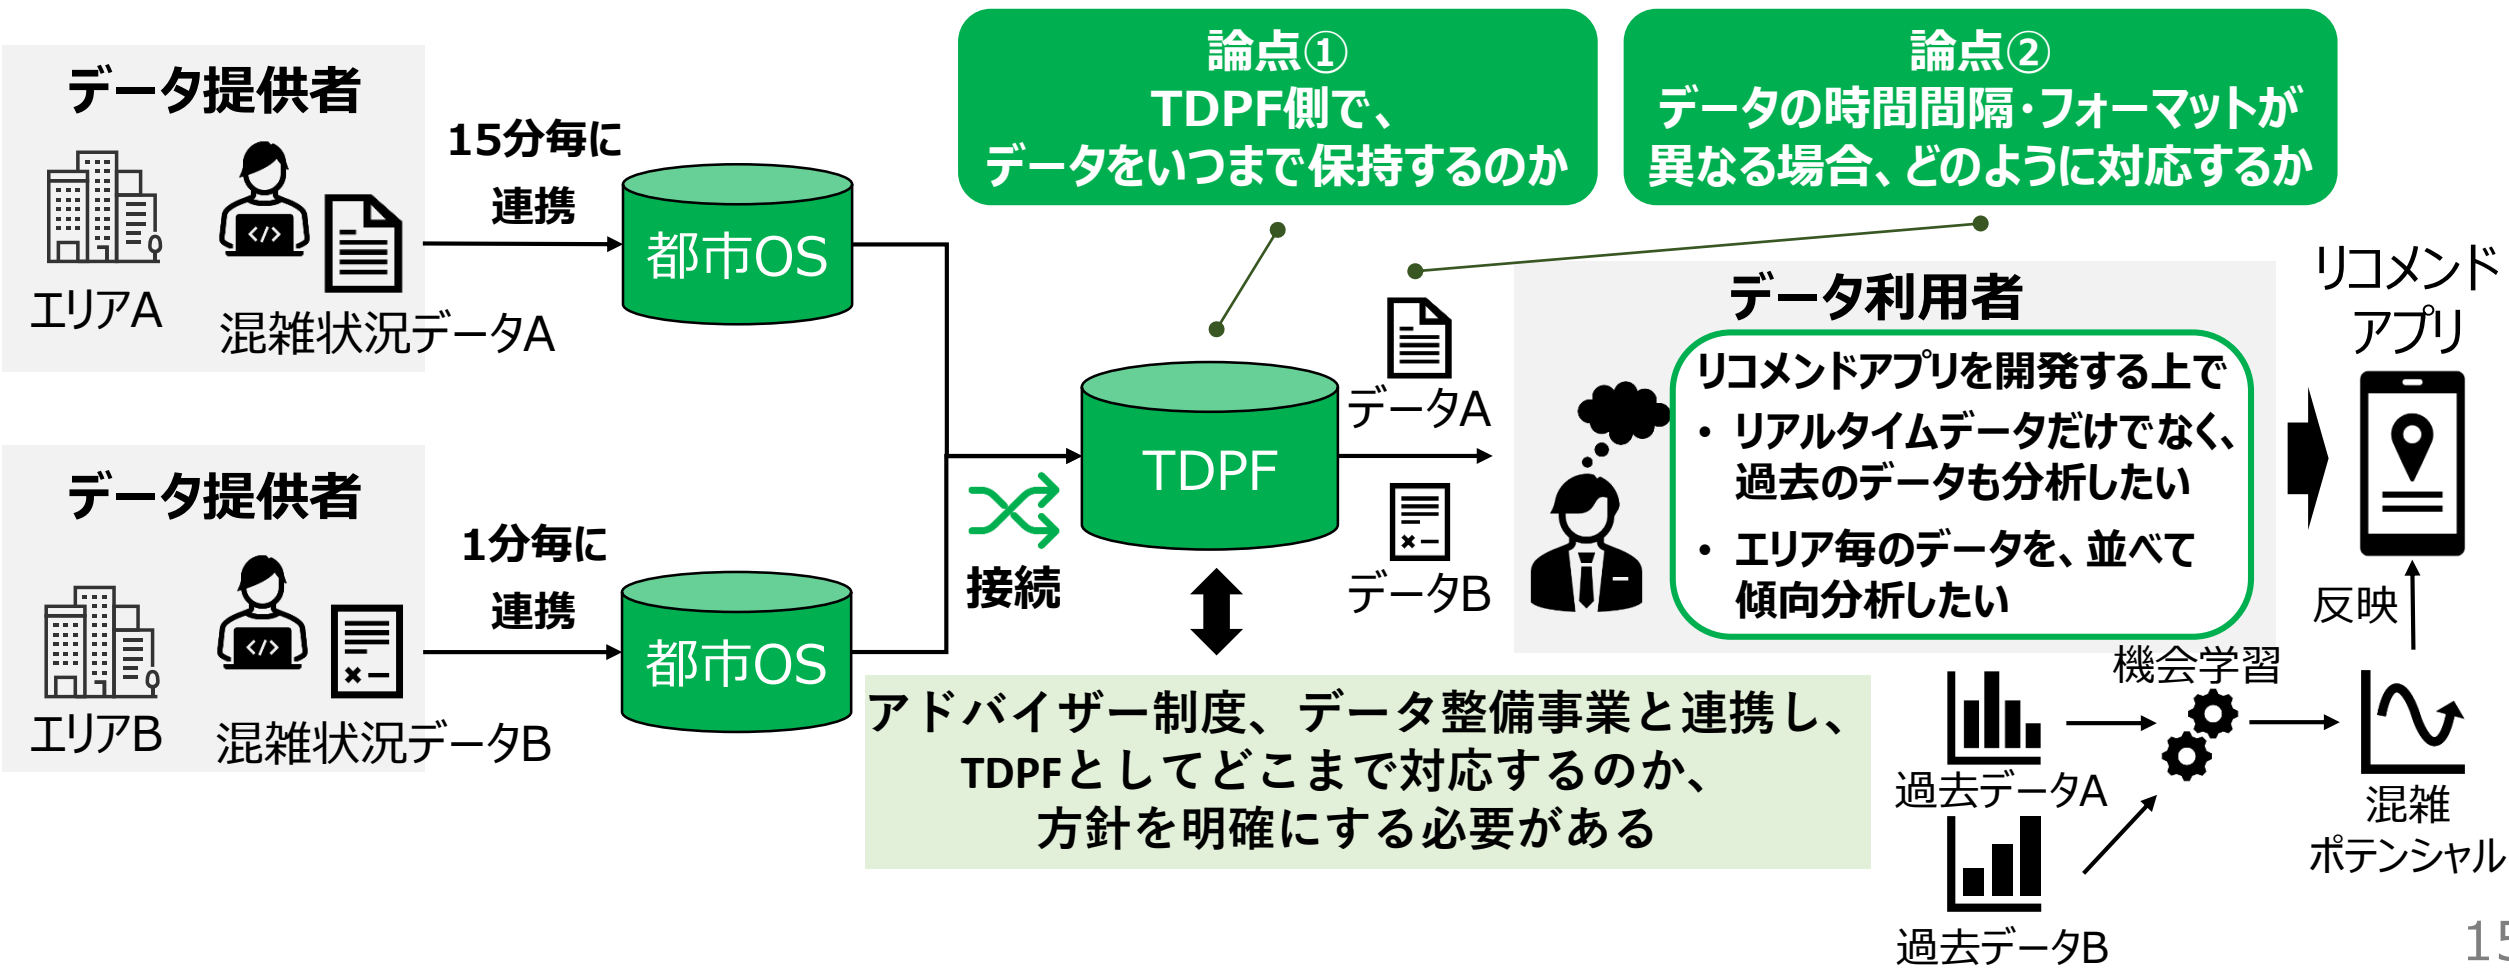 データ提供者
エリアA
混雑状況データA
15分毎に
連携
都市OS
データ提供者
エリアB
混雑状況データB
1分毎に
連携
都市OS
論点①
TDPF側で、
データをいつまで保持するのか
論点②
データの時間間隔・フォーマットが
異なる場合、どのように対応するか
接続
TDPF
データA
データB
データ利用者
リコメンドアプリを開発する上で
• リアルタイムデータだけでなく、
過去のデータも分析したい
• エリア毎のデータを、並べて
傾向分析したい
リコメンド
アプリ
反映
機会学習
過去データA
過去データB
混雑
ポテンシャル
アドバイザー制度、データ整備事業と連携し、
TDPFとしてどこまで対応するのか、
方針を明確にする必要がある
15